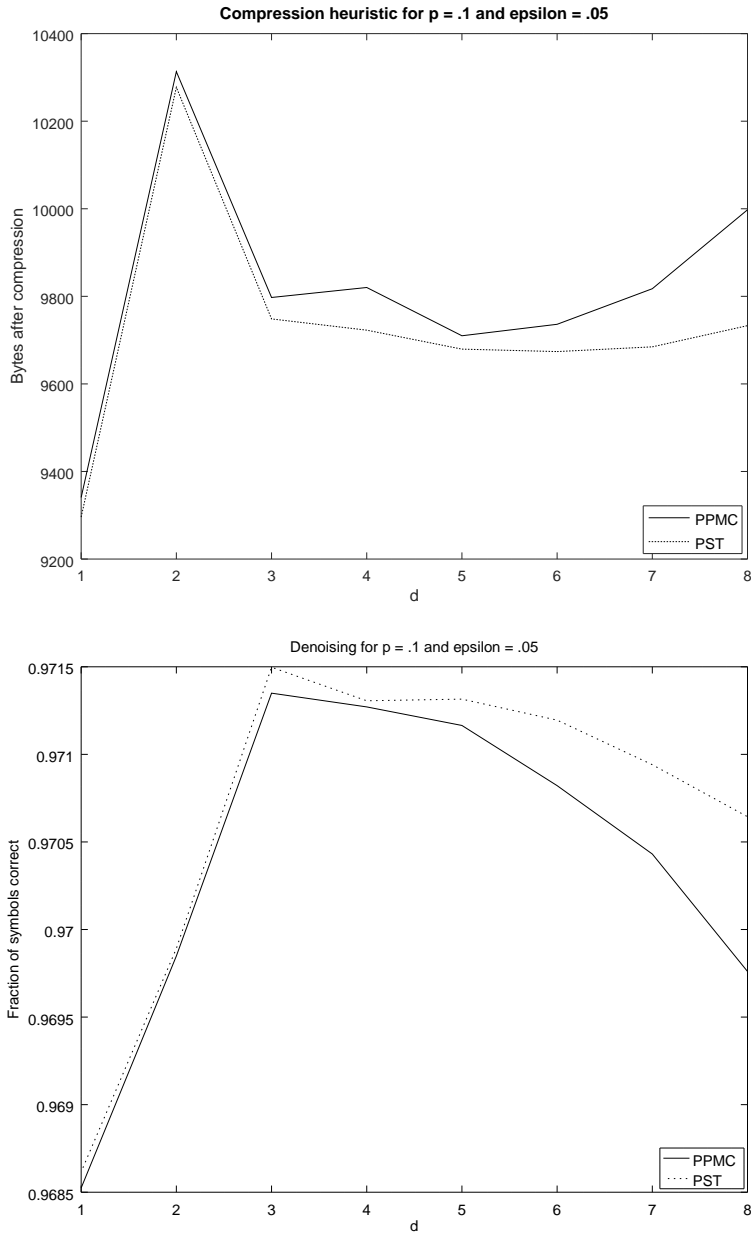 Compression heuristic for p = .1 and epsilon = .05
10400
10200
10000
9800
9600
9400
9200
Bytes after compression
1 2 3 4 5 6 7 8
d
PPMC
PST
Denoising for p = .1 and epsilon = .05
0.9715
0.971
0.9705
0.97
0.9695
0.969
0.9685
Fraction of symbols correct
1 2 3 4 5 6 7 8
d
PPMC
PST